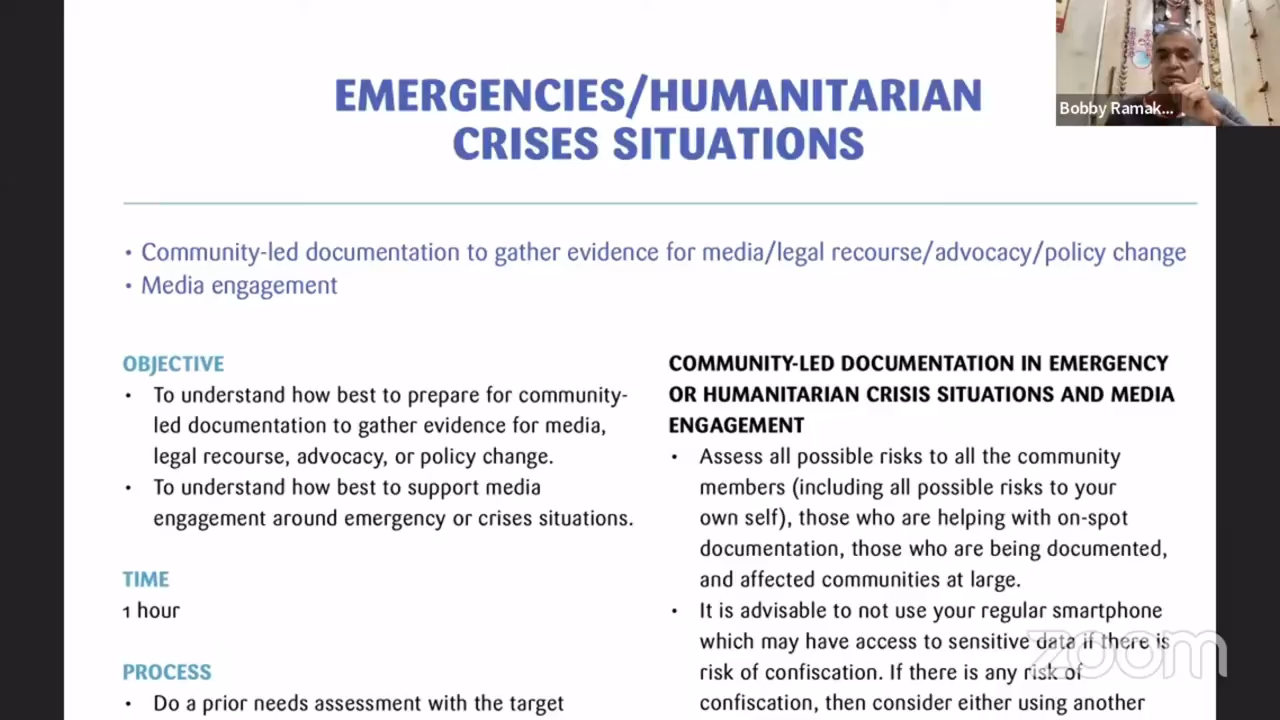 EMERGENCIES/HUMANITARIAN
CRISES SITUATIONS
Bobby Ramak...
• Community-led documentation to gather evidence for media/legal recourse/advocacy/policy change
• Media engagement
OBJECTIVE
• To understand how best to prepare for community-
led documentation to gather evidence for media,
legal recourse, advocacy, or policy change.
• To understand how best to support media
engagement around emergency or crises situations.
TIME
1 hour
PROCESS
• Do a prior needs assessment with the target
COMMUNITY-LED DOCUMENTATION IN EMERGENCY
OR HUMANITARIAN CRISIS SITUATIONS AND MEDIA
ENGAGEMENT
• Assess all possible risks to all the community
members (including all possible risks to your
own self), those who are helping with on-spot
documentation, those who are being documented,
and affected communities at large.
• It is advisable to not use your regular smartphone
which may have access to sensitive data if there is
risk of confiscation. If there is any risk of
confiscation, then consider either using another
zoom